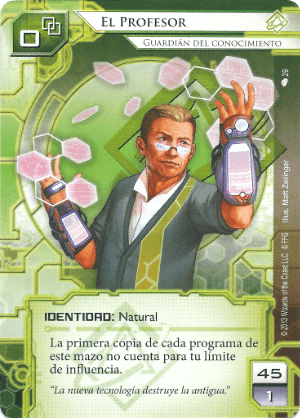 0
EL PROFESOR
GUARDIÁN DEL CONOCIMIENTO
29
Illus. Matt Zeilinger
© 2013 Wizards of the Coast LLC. © FFG
IDENTIDAD: Natural
La primera copia de cada programa de
este mazo no cuenta para tu límite
de influencia.
"La nueva tecnología destruye la antigua."
45
1